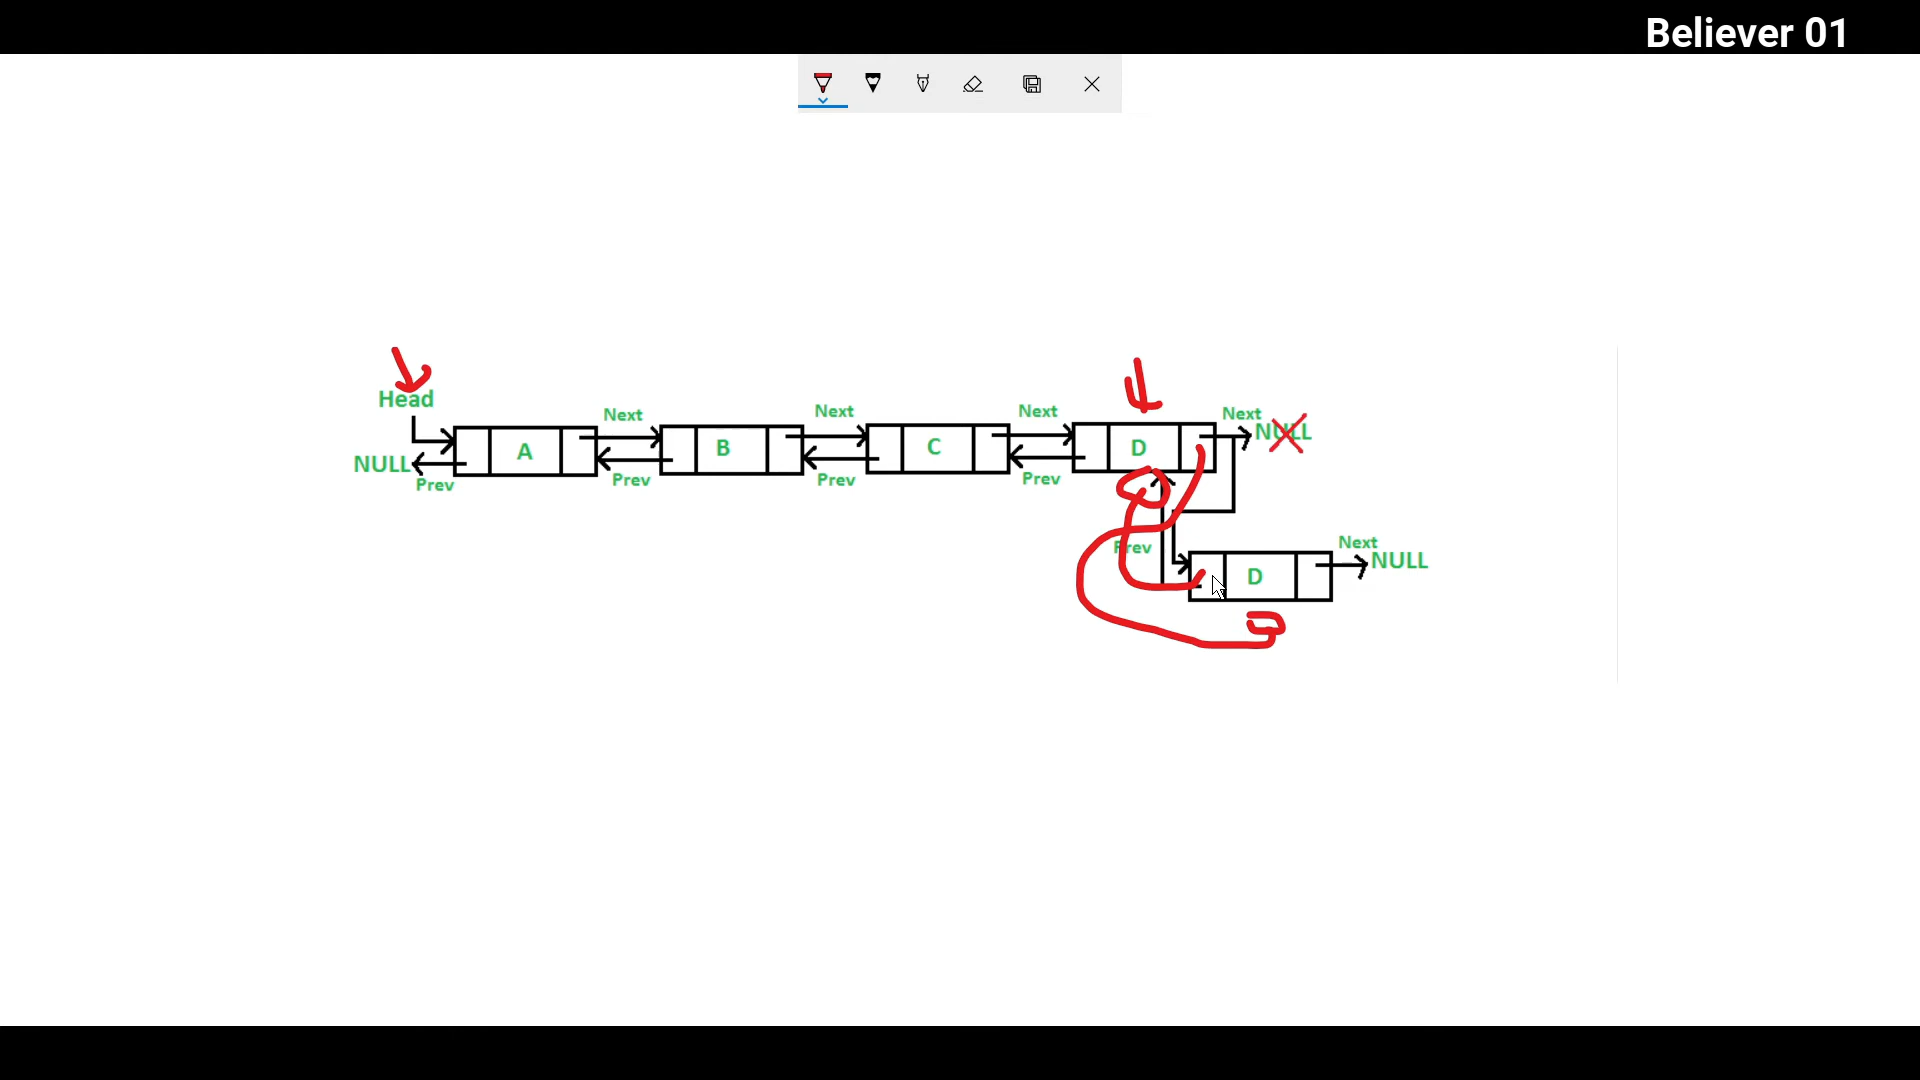 Believer 01
Head
Next
Next
Next
Next
NULL
A
B
C
D
NULL
Prev
Prev
Prev
Prev
Prev
Next
D
NULL